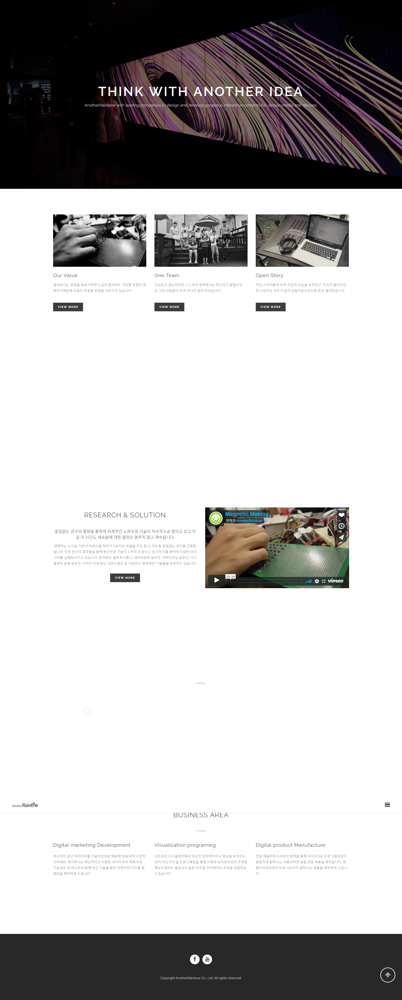 THINK WITH ANOTHER IDEA
AnotherRainbow with leading companies to design and develop gorgeous interactive contents for various media and devices.
Our Value
결과보다는 과정을 중요시하면서 길이 멀더라도 가야할 방향이 명
확하기때문에 오늘도 한걸음 한걸음 나아가고 있습니다.
VIEW MORE
One Team
진실되고 겸손하지만 스스로의 영역에서는 최고라고 말할수있
는 그런 사람들이 모여 하나의 팀이 되었습니다.
VIEW MORE
Open Story
작은 스토리들이 모여 지금의 모습을 이루었고, 우리의 흥미진진
한 스토리는 모두가 같이 만들어갈수있도록 항상 열려있습니다.
VIEW MORE
RESEARCH & SOLUTION
끊임없는 연구와 열정을 통하여 자체적인 노하우와 기술이 지속적으로 쌓이고 있고 지
금 이 시간도 새로움에 대한 열정은 멈추지 않고 계속됩니다.
변화하는 신기술 기반의 트랜드를 따라가기보다는 흐름을 주도 할 수 있도록 끊임없는 연구를 진행중
입니다. 또한 연구의 결과물을 통해 혁신적인 기술의 노하우가 쌓이고 있으며 이를 통하여 다양한 아이
디어를 실체화시키고 있습니다. 원격제어, 블루투스통신, 데이터압축 솔루션, 서버인코딩 솔루션, 디스
플레이 분배 솔루션, 이미지 프로세싱, 사운드변조 등 다양하고 광범위한 기술들을 보유하고 있습니다.
VIEW MORE
Magnetic Making
창작가 AnotherRainbow
01:14
vimeo
AnotherRainbow
BUSINESS AREA
Digital marketing Development
혁신적인 광고 아이디어를 기술적인부분 때문에 망설이며 고민하
지마세요. 제시하시는 혁신적이고 다양한 아이디어어 대해 무료
기술검토 및 테스트와 함께 최신 기술을 통한 안정적인 디지털 캠
페인을 제작하여 드립니다.
Visualization programing
오프라인 디스플레이에서 단순한 인터렉티브나 영상을 보여주는
것이 아닌 비주얼 프로그래밍을 통해 이제껏 보지못하셨던 초대형
해상도에서도 몰입감이 높은 비주얼 인터렉티브 표현을 경험하실
수있습니다.
Digital product Manufacture
전문 제품파트너사와의 협력을 통해 자사의 SW 프로그래밍과의
융합하여 원하시는 사물인터넷 융합 연동 제품을 제작합니다. 제
품디자인부부터 PCB, SW까지 원하시는 제품을 제작하여 드립니
다.
You
Tube
Copyright AnotherRainbow Co., Ltd. All rights reserved.